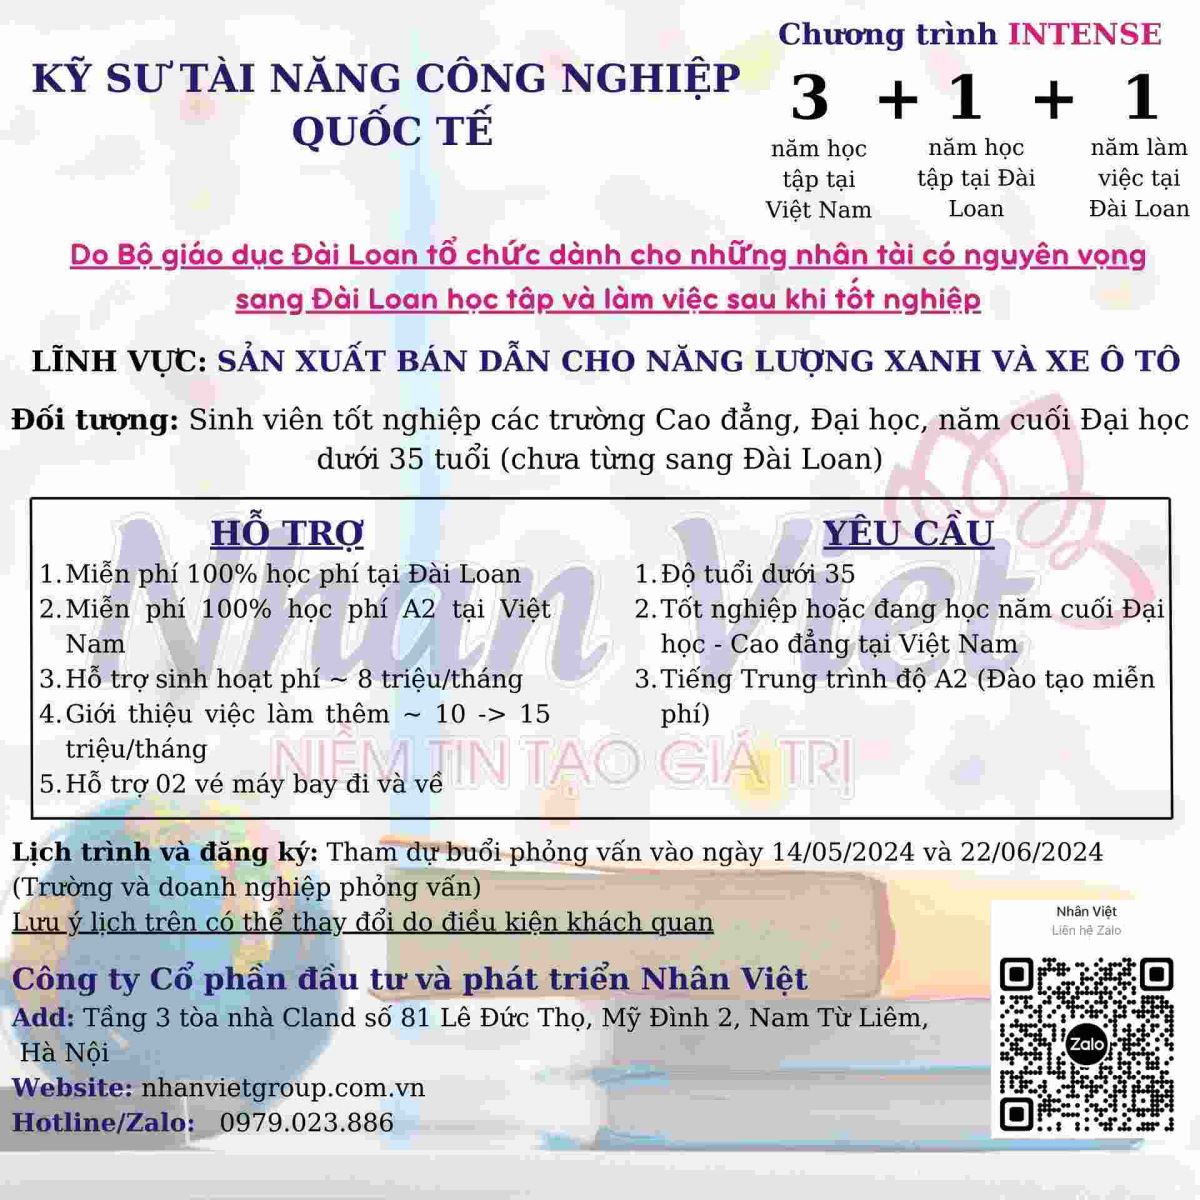 Chương trình INTENSE
KỸ SƯ TÀI NĂNG CÔNG NGHIỆP
QUỐC TẾ
3 + 1 + 1
năm học
tập tại
Việt Nam
năm học
tập tại Đài
Loan
năm làm
việc tại
Đài Loan
Do Bộ giáo dục Đài Loan tổ chức dành cho những nhân tài có nguyên vọng
sang Đài Loan học tập và làm việc sau khi tốt nghiệp
LĨNH VỰC: SẢN XUẤT BÁN DẪN CHO NĂNG LƯỢNG XANH VÀ XE Ô TÔ
Đối tượng: Sinh viên tốt nghiệp các trường Cao đẳng, Đại học, năm cuối Đại học
dưới 35 tuổi (chưa từng sang Đài Loan)
HỖ TRỢ
1. Miễn phí 100% học phí tại Đài Loan
2. Miễn phí 100% học phí A2 tại Việt
Nam
3. Hỗ trợ sinh hoạt phí ~ 8 triệu/tháng
4. Giới thiệu việc làm thêm ~ 10 -> 15
triệu/tháng
5. Hỗ trợ 02 vé máy bay đi và về
YÊU CẦU
1. Độ tuổi dưới 35
2. Tốt nghiệp hoặc đang học năm cuối Đại
học - Cao đẳng tại Việt Nam
3. Tiếng Trung trình độ A2 (Đào tạo miễn
phí)
Nhân Việt
NIỀM TIN TẠO GIÁ TRỊ
Lịch trình và đăng ký: Tham dự buổi phỏng vấn vào ngày 14/05/2024 và 22/06/2024
(Trường và doanh nghiệp phỏng vấn)
Lưu ý lịch trên có thể thay đổi do điều kiện khách quan
Công ty Cổ phần đầu tư và phát triển Nhân Việt
Add: Tầng 3 tòa nhà Cland số 81 Lê Đức Thọ, Mỹ Đình 2, Nam Từ Liêm,
Hà Nội
Website: nhanvietgroup.com.vn
Hotline/Zalo: 0979.023.886
Nhân Việt
Liên hệ Zalo
Zalo